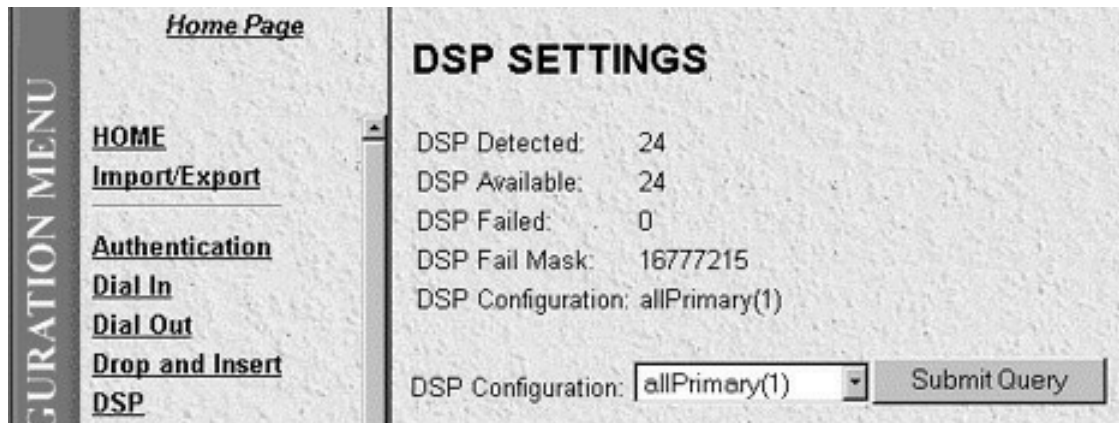 GURATION MENU
Home Page
HOME
Import/Export
Authentication
Dial In
Dial Out
Drop and Insert
DSP
DSP SETTINGS
DSP Detected: 24
DSP Available: 24
DSP Failed: 0
DSP Fail Mask: 16777215
DSP Configuration: allPrimary(1)
DSP Configuration: allPrimary(1) Submit Query